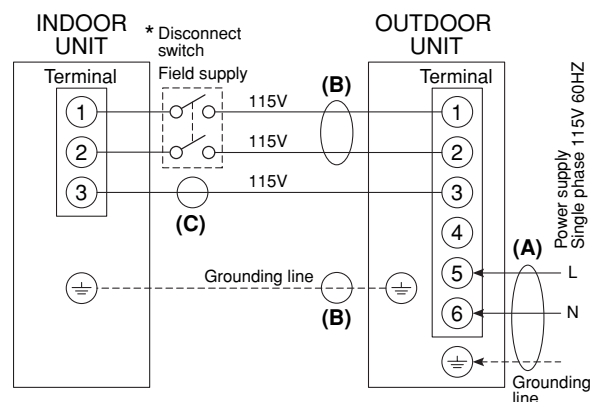 INDOOR
UNIT
* Disconnect
switch
Field supply
OUTDOOR
UNIT
Terminal
1
2
3
115V
115V
115V
(B)
(C)
Grounding line
(B)
Terminal
1
2
3
4
5
6
Power supply
Single phase 115V 60HZ
(A)
L
N
Grounding
line